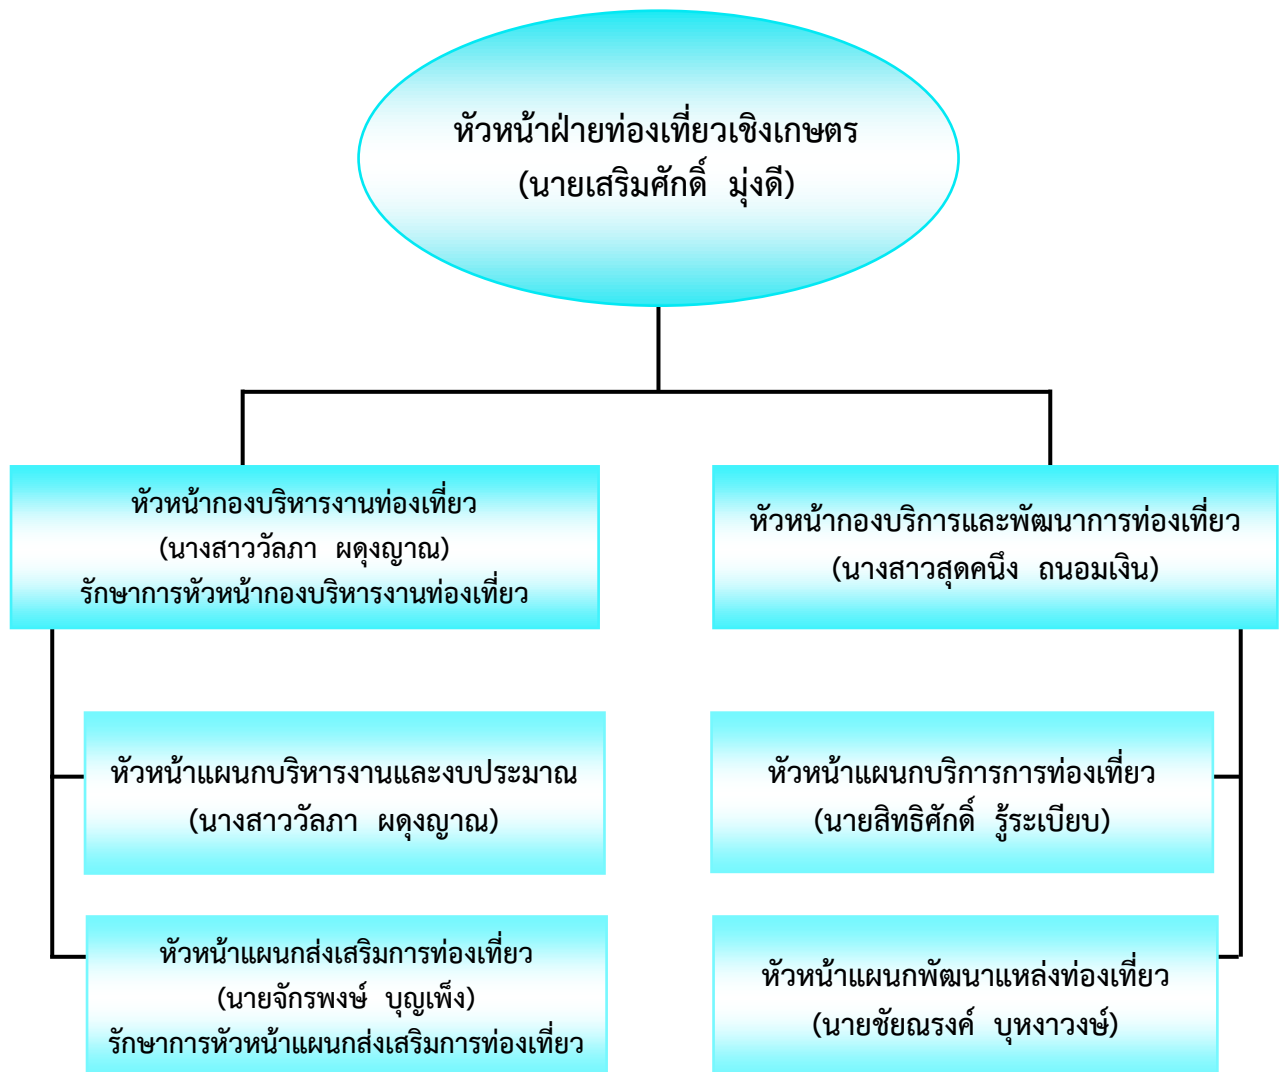 หัวหน้าฝ่ายท่องเที่ยวเชิงเกษตร
(นายเสริมศักดิ์ มุ่งดี)
หัวหน้ากองบริหารงานท่องเที่ยว
(นางสาววัลภา ผดุงญาณ)
รักษาการหัวหน้ากองบริหารงานท่องเที่ยว
หัวหน้ากองบริการและพัฒนาการท่องเที่ยว
(นางสาวสุดคนึง ถนอมเงิน)
หัวหน้าแผนกบริหารงานและงบประมาณ
(นางสาววัลภา ผดุงญาณ)
หัวหน้าแผนกบริการการท่องเที่ยว
(นายสิทธิศักดิ์ รู้ระเบียบ)
หัวหน้าแผนกส่งเสริมการท่องเที่ยว
(นายจักรพงษ์ บุญเพ็ง)
รักษาการหัวหน้าแผนกส่งเสริมการท่องเที่ยว
หัวหน้าแผนกพัฒนาแหล่งท่องเที่ยว
(นายชัยณรงค์ บุหงาวงษ์)